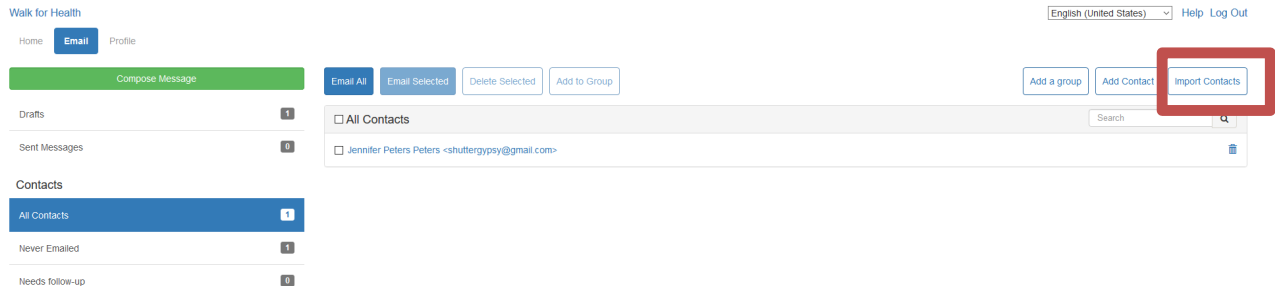 Walk for Health
English (United States) Help Log Out
Home Email Profile
Compose Message
Email All Email Selected Delete Selected Add to Group Add a group Add Contact Import Contacts
Drafts 1
All Contacts Search
Sent Messages 0
Jennifer Peters Peters <shuttergypsy@gmail.com>
Contacts
All Contacts 1
Never Emailed 1
Needs follow-up 0